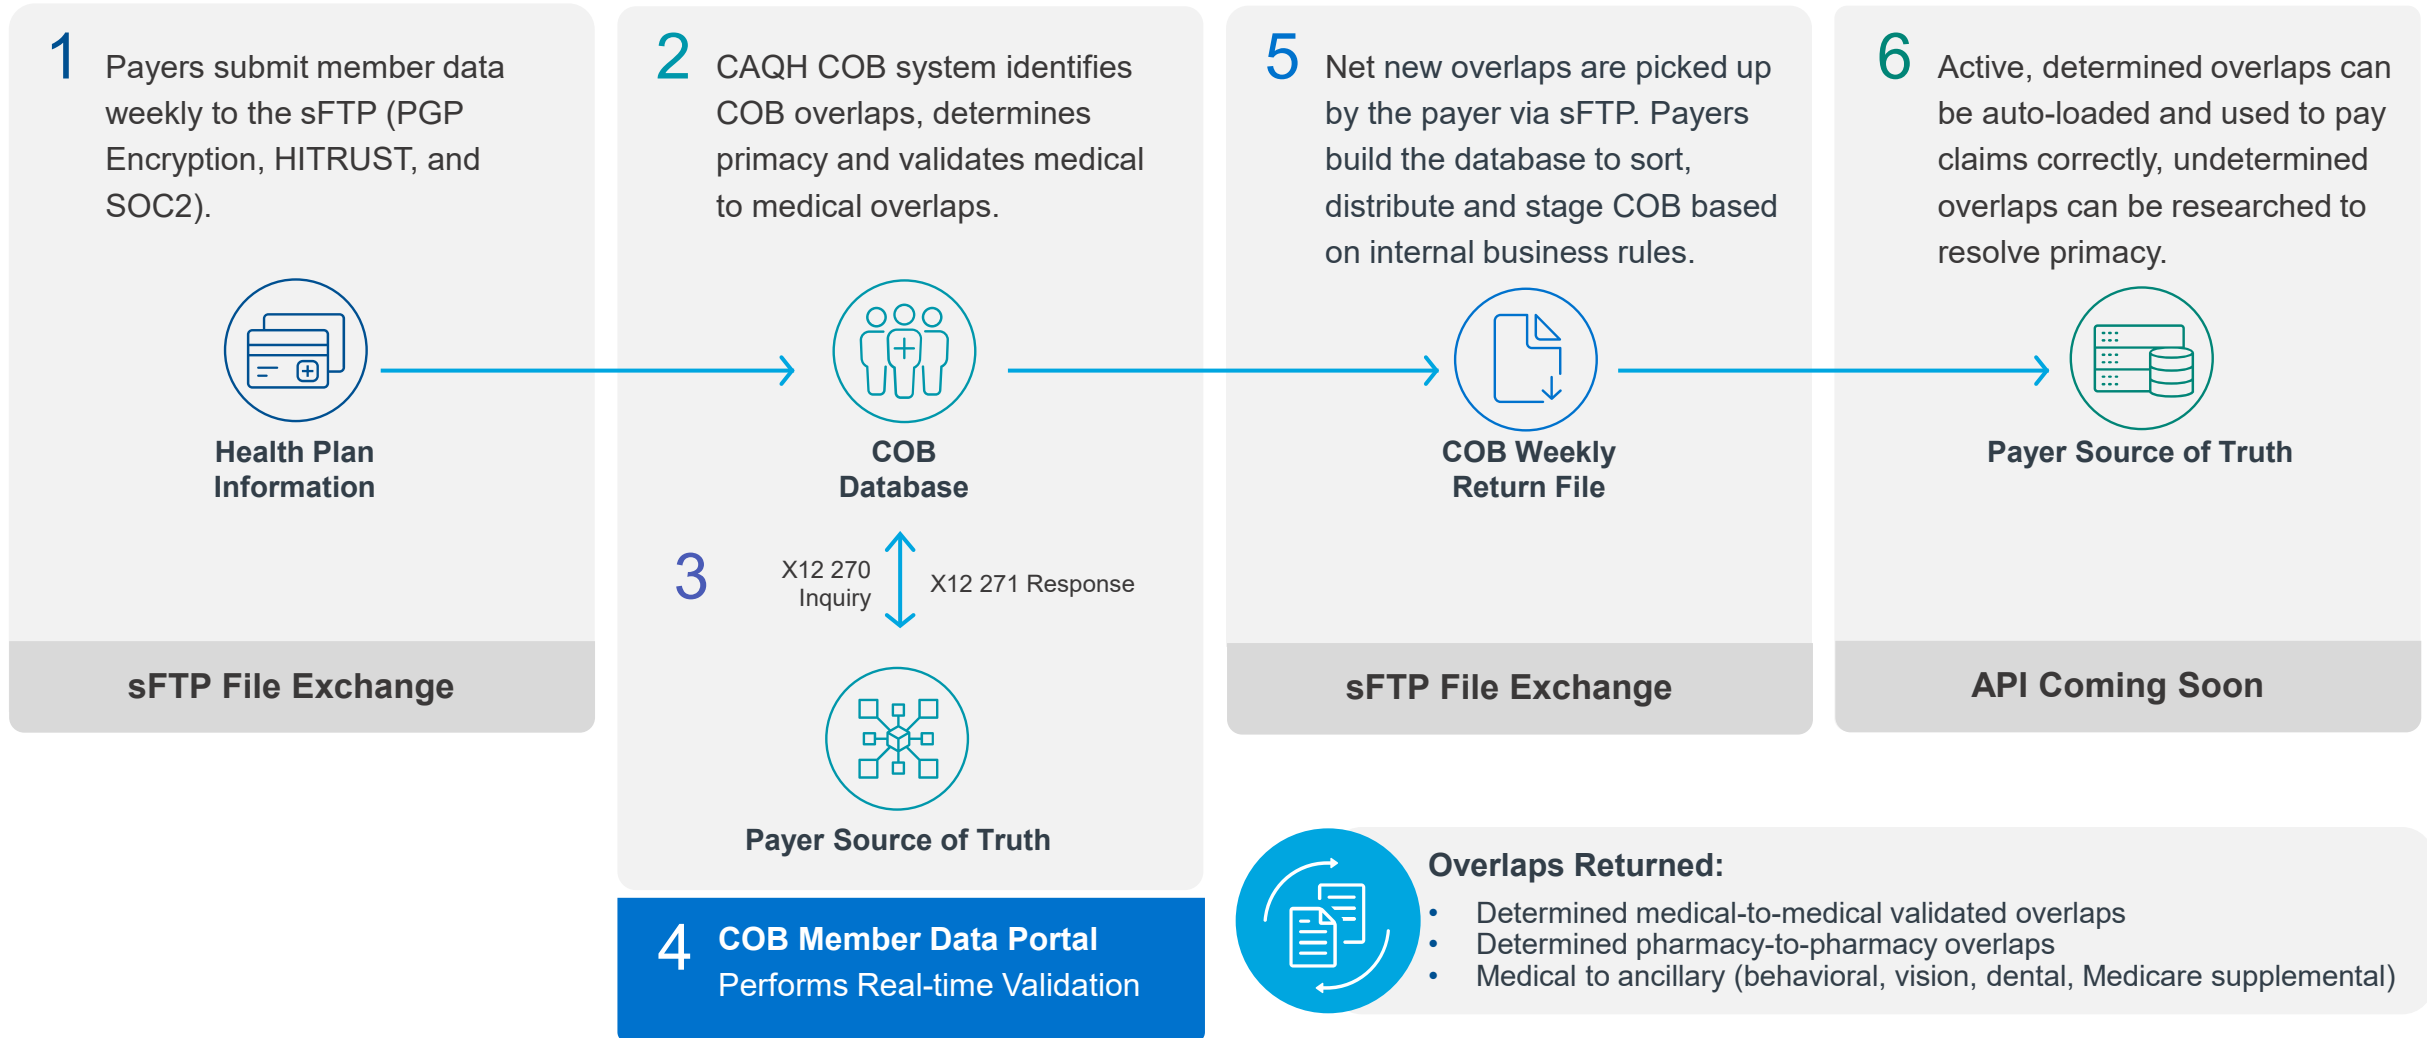 1
Payers submit member data
weekly to the sFTP (PGP
Encryption, HITRUST, and
SOC2).
Health Plan
Information
sFTP File Exchange
2
CAQH COB system identifies
COB overlaps, determines
primacy and validates medical
to medical overlaps.
COB
Database
3
X12 270
Inquiry
X12 271 Response
Payer Source of Truth
4
COB Member Data Portal
Performs Real-time Validation
5
Net new overlaps are picked up
by the payer via sFTP. Payers
build the database to sort,
distribute and stage COB based
on internal business rules.
COB Weekly
Return File
sFTP File Exchange
6
Active, determined overlaps can
be auto-loaded and used to pay
claims correctly, undetermined
overlaps can be researched to
resolve primacy.
Payer Source of Truth
API Coming Soon
Overlaps Returned:
• Determined medical-to-medical validated overlaps
• Determined pharmacy-to-pharmacy overlaps
• Medical to ancillary (behavioral, vision, dental, Medicare supplemental)